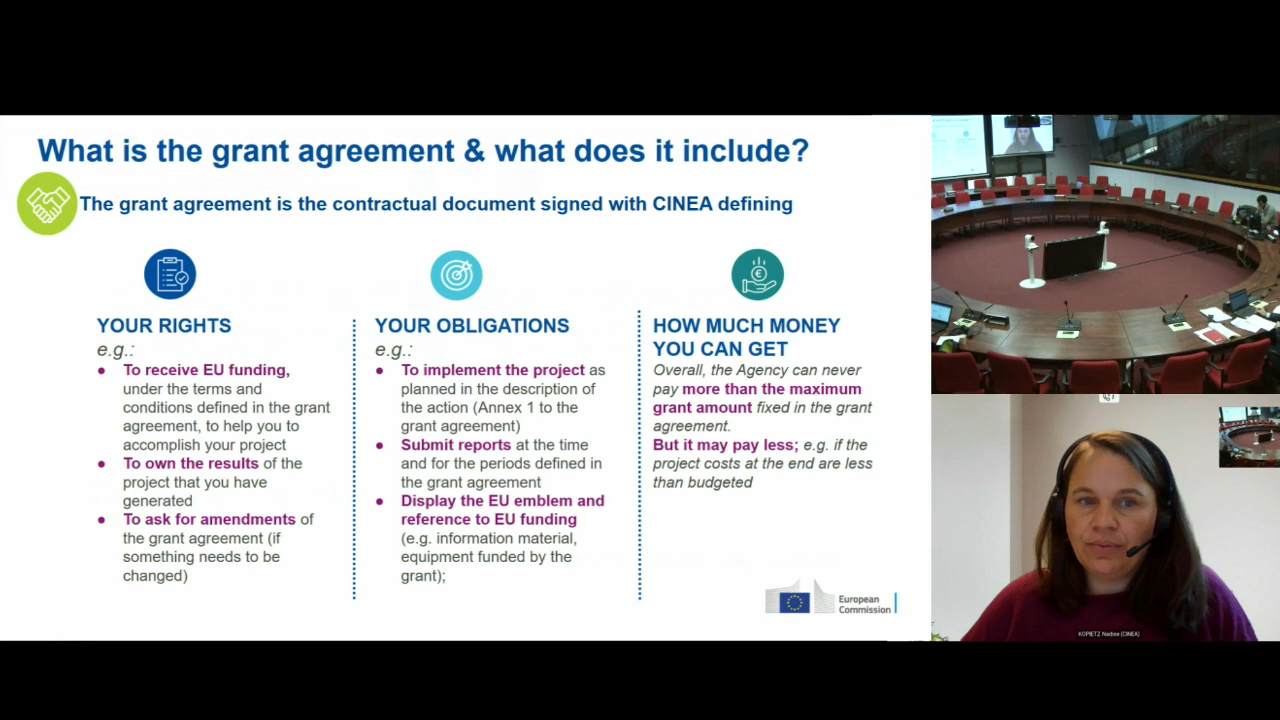 What is the grant agreement & what does it include?
The grant agreement is the contractual document signed with CINEA defining
YOUR RIGHTS
e.g.:
● To receive EU funding,
under the terms and
conditions defined in the grant
agreement, to help you to
accomplish your project
● To own the results of the
project that you have
generated
● To ask for amendments of
the grant agreement (if
something needs to be
changed)
YOUR OBLIGATIONS
e.g.:
● To implement the project as
planned in the description of
the action (Annex 1 to the
grant agreement)
● Submit reports at the time
and for the periods defined in
the grant agreement
● Display the EU emblem and
reference to EU funding
(e.g. information material,
equipment funded by the
grant);
HOW MUCH MONEY
YOU CAN GET
Overall, the Agency can never
pay more than the maximum
grant amount fixed in the grant
agreement.
But it may pay less; e.g. if the
project costs at the end are less
than budgeted
European
Commission
KOPIETZ Nadine (CINEA)